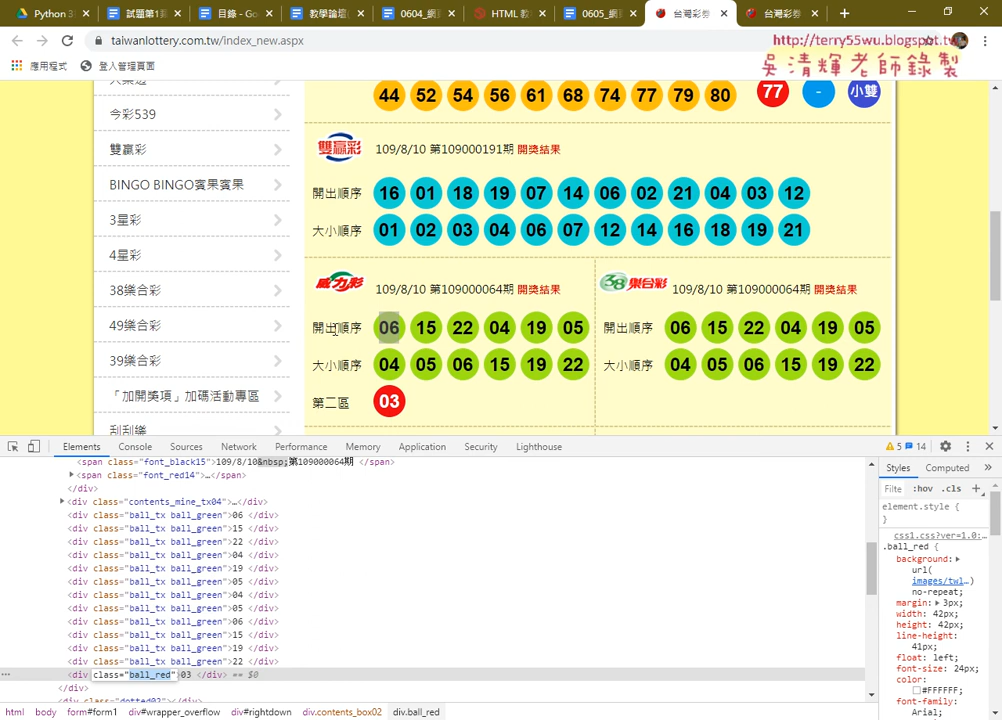 Python 3
試題第1
目錄 - Go
教學論壇(
0404_網
HTML 教
0605_網
台灣彩券
台灣彩券
taiwanlottery.com.tw/index_new.aspx
http://terry55wu.blogspot.tw
吳清輝老師錄製
應用程式
登入管理頁面
44 52 54 56 61 68 74 77 79 80 77 - 小雙
今彩539
雙贏彩
BINGO BINGO賓果賓果
3星彩
4星彩
38樂合彩
49樂合彩
39樂合彩
「加開獎項」加碼活動專區
刮刮樂
雙贏彩 109/8/10 第109000191期 開獎結果
開出順序 16 01 18 19 07 14 06 02 21 04 03 12
大小順序 01 02 03 04 06 07 12 14 16 18 19 21
威力彩 109/8/10 第109000064期 開獎結果
開出順序 06 15 22 04 19 05
大小順序 04 05 06 15 19 22
第二區 03
38樂合彩 109/8/10 第109000064期 開獎結果
開出順序 06 15 22 04 19 05
大小順序 04 05 06 15 19 22
Elements Console Sources Network Performance Memory Application Security Lighthouse 5 14
<span class="font_black15">109/8/10&nbsp;第109000064期 </span>
<span class="font_red14">…</span>
</div>
<div class="contents_mine_tx04">…</div>
<div class="ball_tx ball_green">06 </div>
<div class="ball_tx ball_green">15 </div>
<div class="ball_tx ball_green">22 </div>
<div class="ball_tx ball_green">04 </div>
<div class="ball_tx ball_green">19 </div>
<div class="ball_tx ball_green">05 </div>
<div class="ball_tx ball_green">04 </div>
<div class="ball_tx ball_green">05 </div>
<div class="ball_tx ball_green">06 </div>
<div class="ball_tx ball_green">15 </div>
<div class="ball_tx ball_green">19 </div>
<div class="ball_tx ball_green">22 </div>
<div class="ball_red">03 </div> == $0
</div>
<div class="dotted02"></div>
html body form#form1 div#wrapper_overflow div#rightdown div.contents_box02 div.ball_red
Styles Computed »
Filte :hov .cls +
element.style {
}
css1.css?ver=1.0:…
.ball_red {
background:
url(
images/twl…)
no-repeat;
margin: 3px;
width: 42px;
height: 42px;
line-height:
41px;
float: left;
font-size: 24px;
color:
#FFFFFF;
font-family:
Arial;